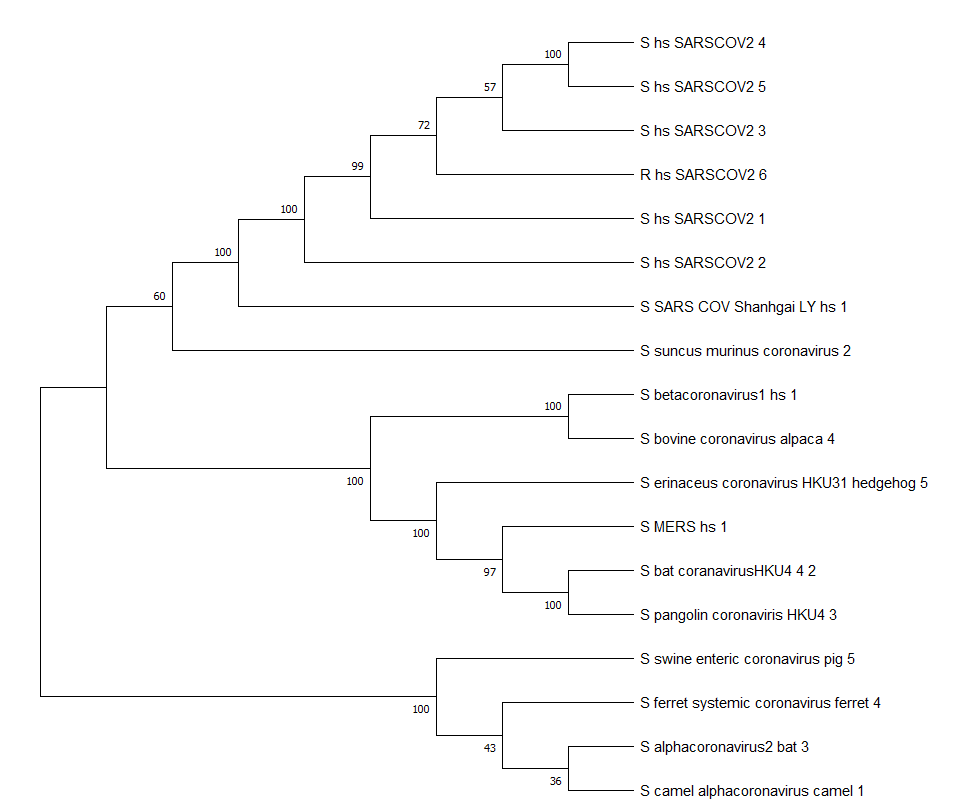 S hs SARSCOV2 4
100
S hs SARSCOV2 5
57
S hs SARSCOV2 3
72
R hs SARSCOV2 6
99
S hs SARSCOV2 1
100
S hs SARSCOV2 2
100
S SARS COV Shanhgai LY hs 1
60
S suncus murinus coronavirus 2
S betacoronavirus1 hs 1
100
S bovine coronavirus alpaca 4
100
S erinaceus coronavirus HKU31 hedgehog 5
100
S MERS hs 1
97
S bat coranavirusHKU4 4 2
100
S pangolin coronaviris HKU4 3
S swine enteric coronavirus pig 5
100
S ferret systemic coronavirus ferret 4
43
S alphacoronavirus2 bat 3
36
S camel alphacoronavirus camel 1